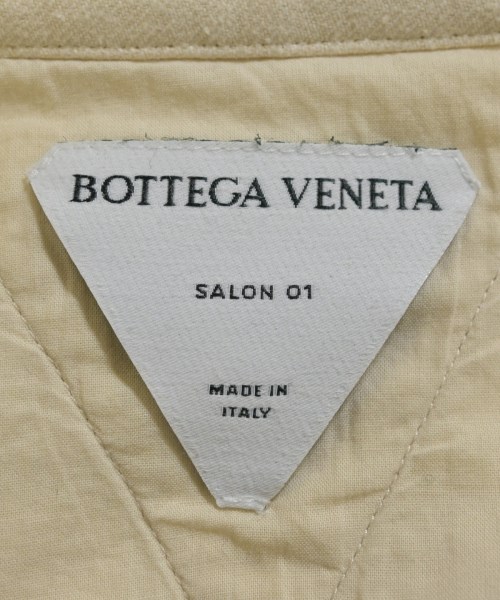 BOTTEGA VENETA
SALON 01
MADE IN
ITALY